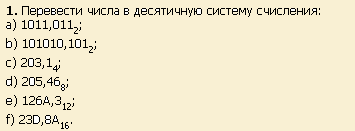 1. Перевести числа в десятичную систему счисления:
a) 1011,011₂;
b) 101010,101₂;
c) 203,1₄;
d) 205,46₈;
e) 126A,3₁₂;
f) 23D,8A₁₆.